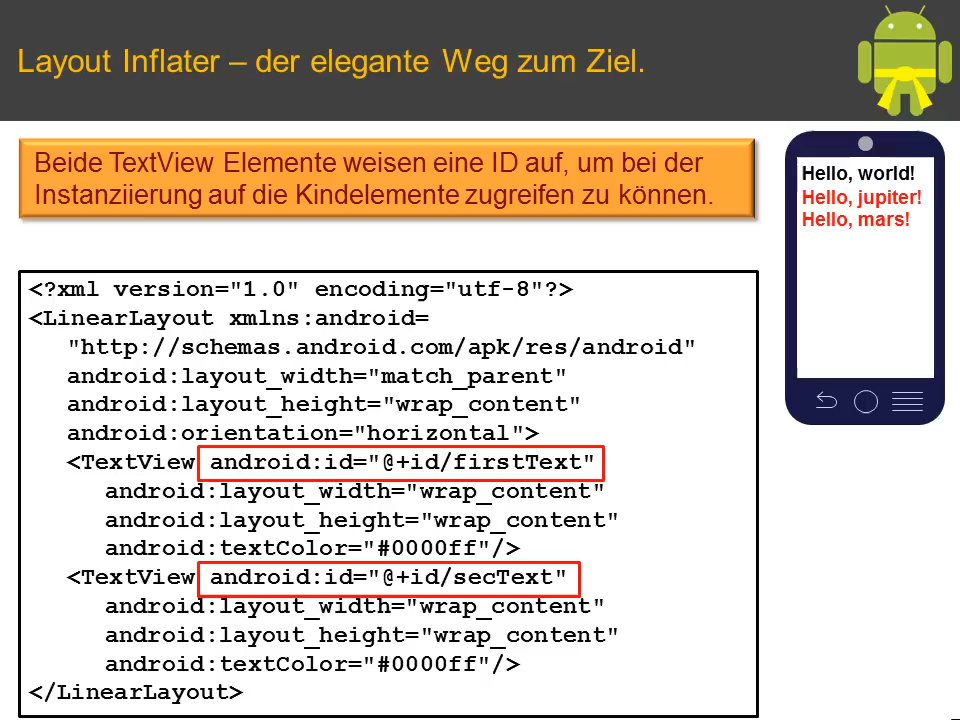 Layout Inflater – der elegante Weg zum Ziel.
Beide TextView Elemente weisen eine ID auf, um bei der
Instanziierung auf die Kindelemente zugreifen zu können.
Hello, world!
Hello, jupiter!
Hello, mars!
<?xml version="1.0" encoding="utf-8"?>
<LinearLayout xmlns:android=
"http://schemas.android.com/apk/res/android"
android:layout_width="match_parent"
android:layout_height="wrap_content"
android:orientation="horizontal">
<TextView android:id="@+id/firstText"
android:layout_width="wrap_content"
android:layout_height="wrap_content"
android:textColor="#0000ff"/>
<TextView android:id="@+id/secText"
android:layout_width="wrap_content"
android:layout_height="wrap_content"
android:textColor="#0000ff"/>
</LinearLayout>